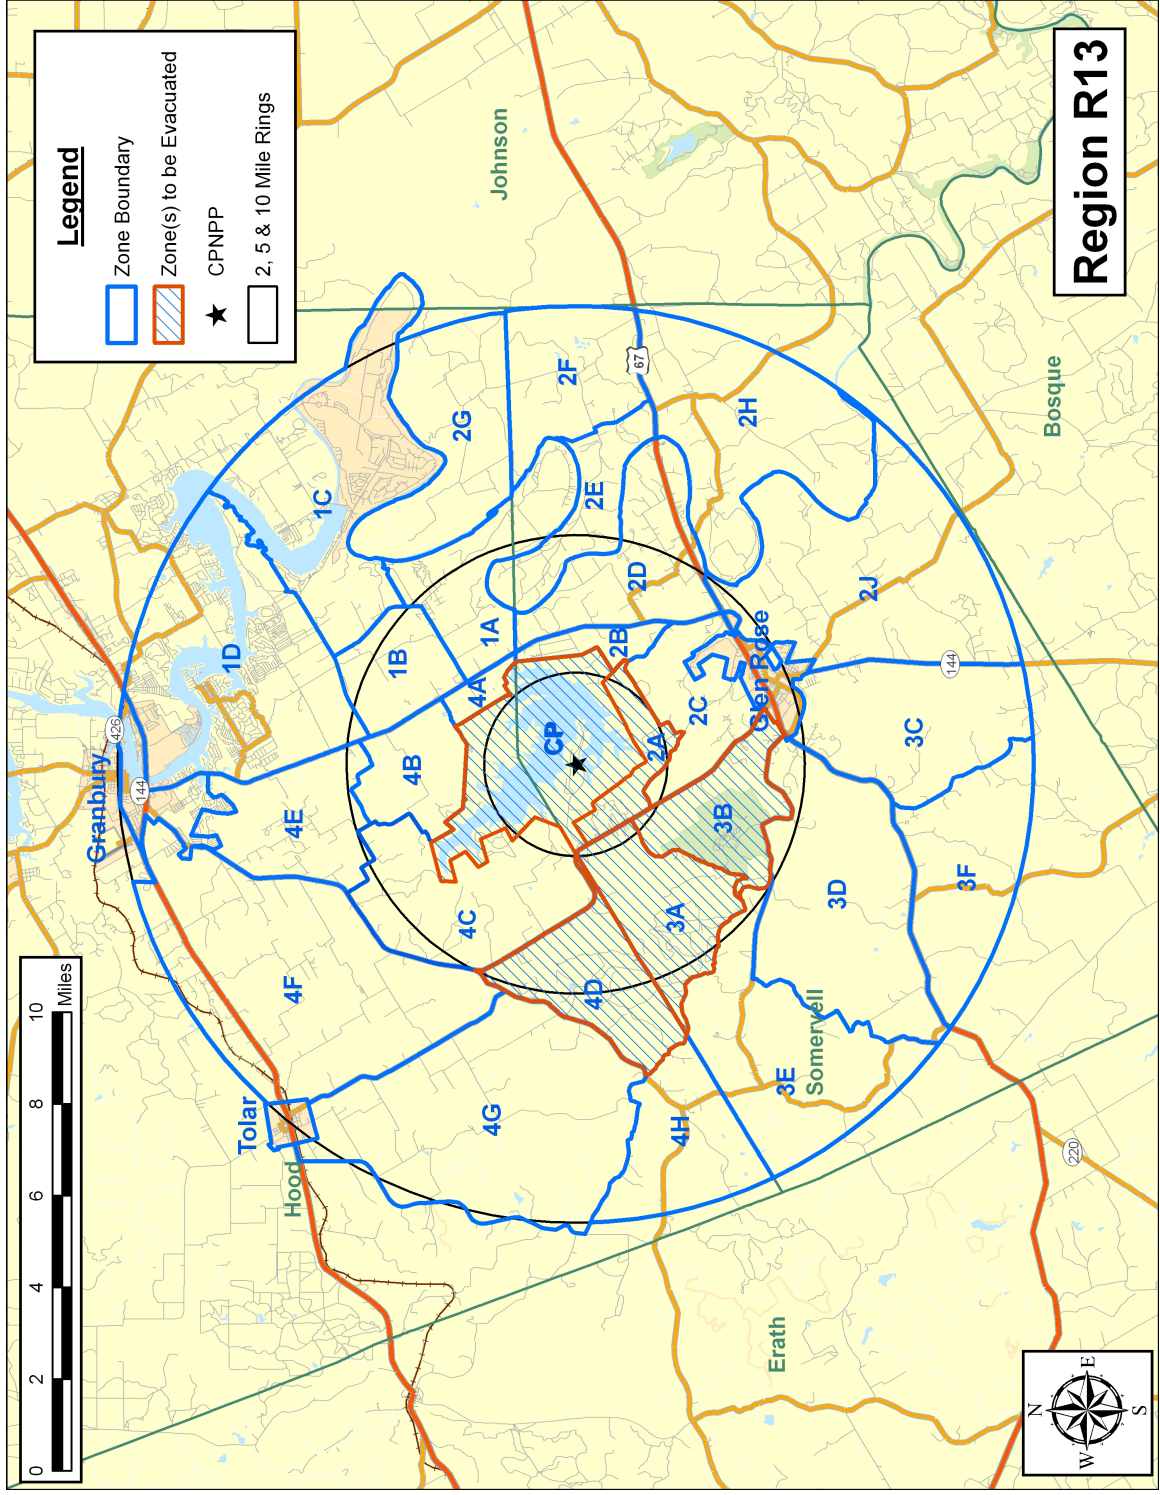 Legend
Zone Boundary
Zone(s) to be Evacuated
CPNPP
2, 5 & 10 Mile Rings
Region R13
0 2 4 6 8 10
Miles
Granbury
Tolar
Glen Rose
Hood
Johnson
Bosque
Somervell
Erath
CP
1A
1B
1C
1D
2A
2B
2C
2D
2E
2F
2G
2H
2J
3A
3B
3C
3D
3E
3F
4A
4B
4C
4D
4E
4F
4G
4H
426
144
67
144
220
N
E
S
W